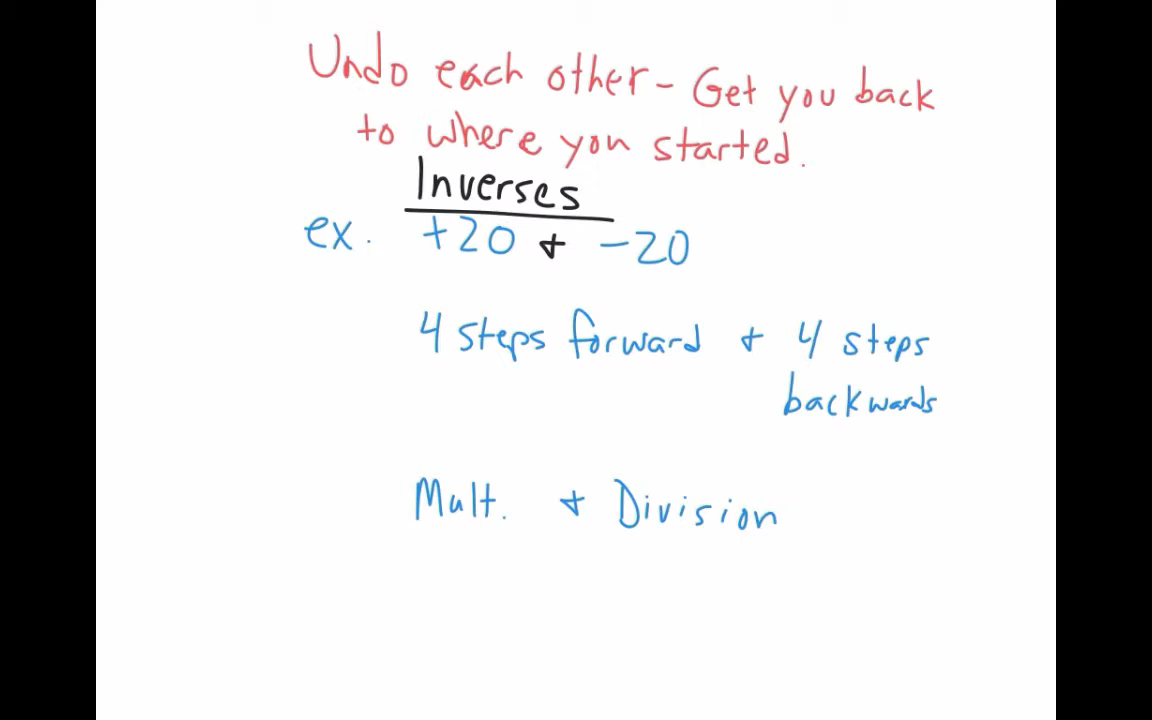 Undo each other - Get you back
to where you started.
Inverses
ex. +20 + -20
4 steps forward + 4 steps
backwards
Mult. + Division